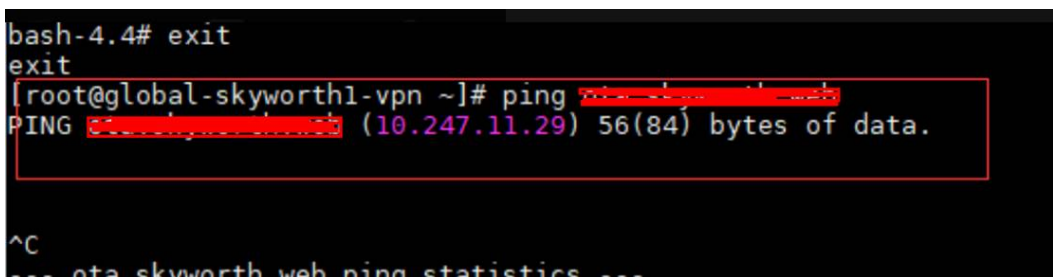 bash-4.4# exit
exit
[root@global-skyworth1-vpn ~]# ping
PING (10.247.11.29) 56(84) bytes of data.
^C
--- ota skyworth web ping statistics ---